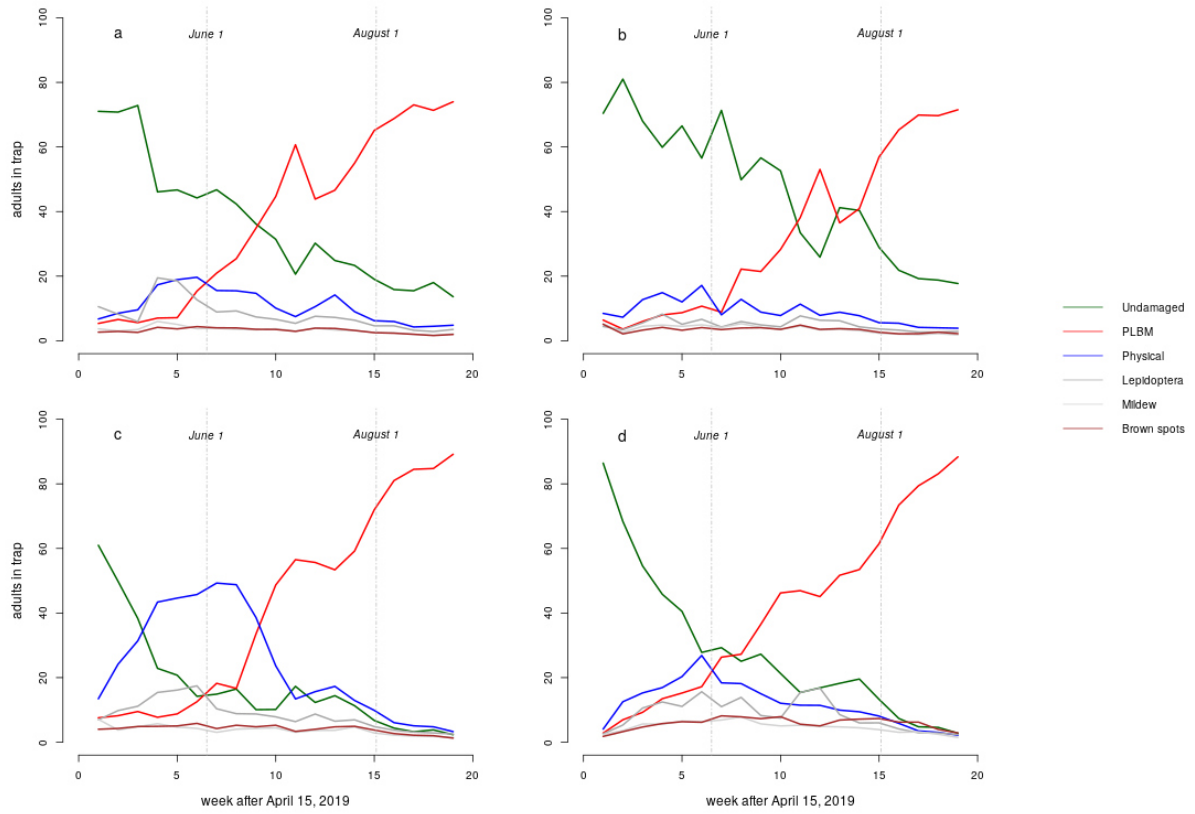 a
June 1
August 1
100
80
60
40
20
0
adults in trap
0
5
10
15
20
b
June 1
August 1
100
80
60
40
20
0
0
5
10
15
20
Undamaged
PLBM
Physical
Lepidoptera
Mildew
Brown spots
c
June 1
August 1
100
80
60
40
20
0
adults in trap
0
5
10
15
20
week after April 15, 2019
d
June 1
August 1
100
80
60
40
20
0
0
5
10
15
20
week after April 15, 2019